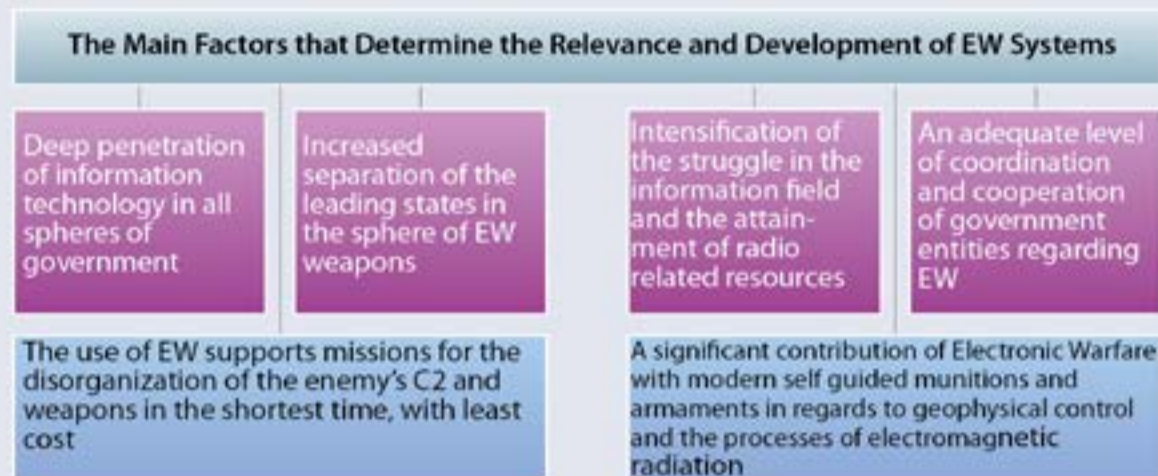 The Main Factors that Determine the Relevance and Development of EW Systems
Deep penetration
of information
technology in all
spheres of
government
Increased
separation of the
leading states in
the sphere of EW
weapons
Intensification of
the struggle in the
information field
and the attain-
ment of radio
related resources
An adequate level
of coordination
and cooperation
of government
entities regarding
EW
The use of EW supports missions for the
disorganization of the enemy's C2 and
weapons in the shortest time, with least
cost
A significant contribution of Electronic Warfare
with modern self guided munitions and
armaments in regards to geophysical control
and the processes of electromagnetic
radiation